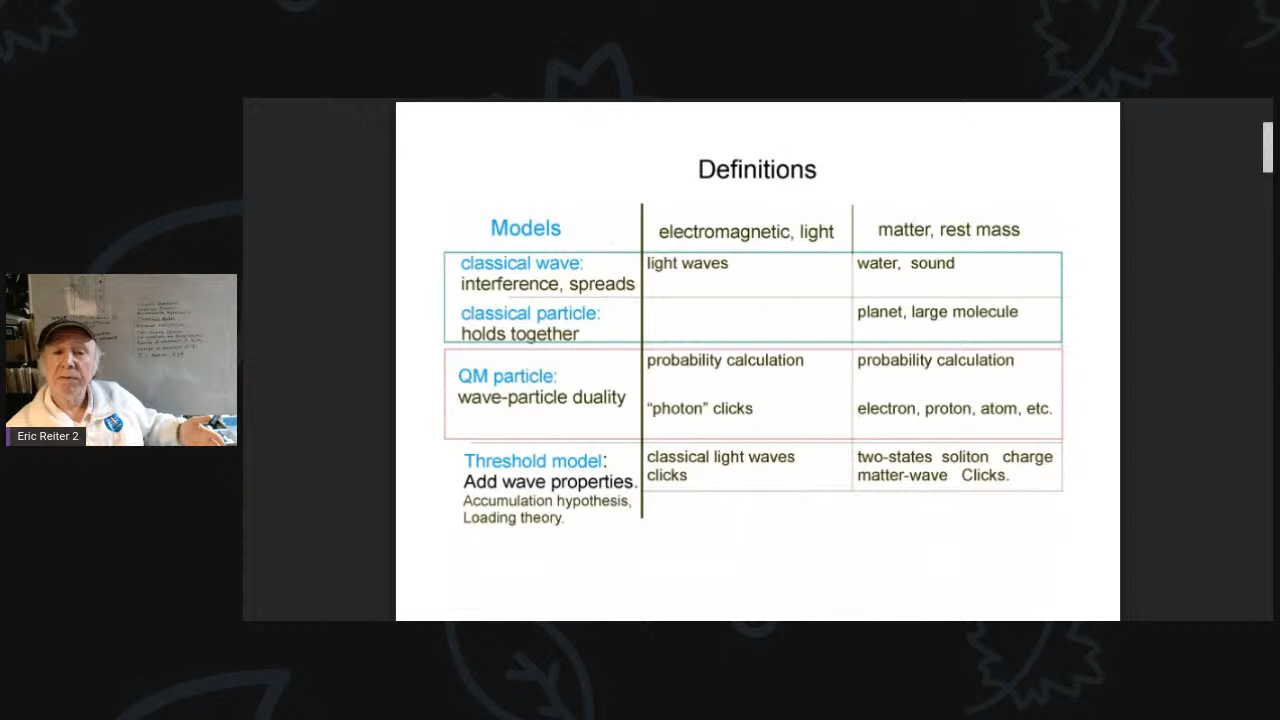 Definitions
Models electromagnetic, light matter, rest mass
classical wave: light waves water, sound
interference, spreads
classical particle: planet, large molecule
holds together
probability calculation probability calculation
QM particle:
wave-particle duality
“photon” clicks electron, proton, atom, etc.
Threshold model: classical light waves two-states soliton charge
Add wave properties. clicks matter-wave Clicks.
Accumulation hypothesis,
Loading theory.
Eric Reiter 2